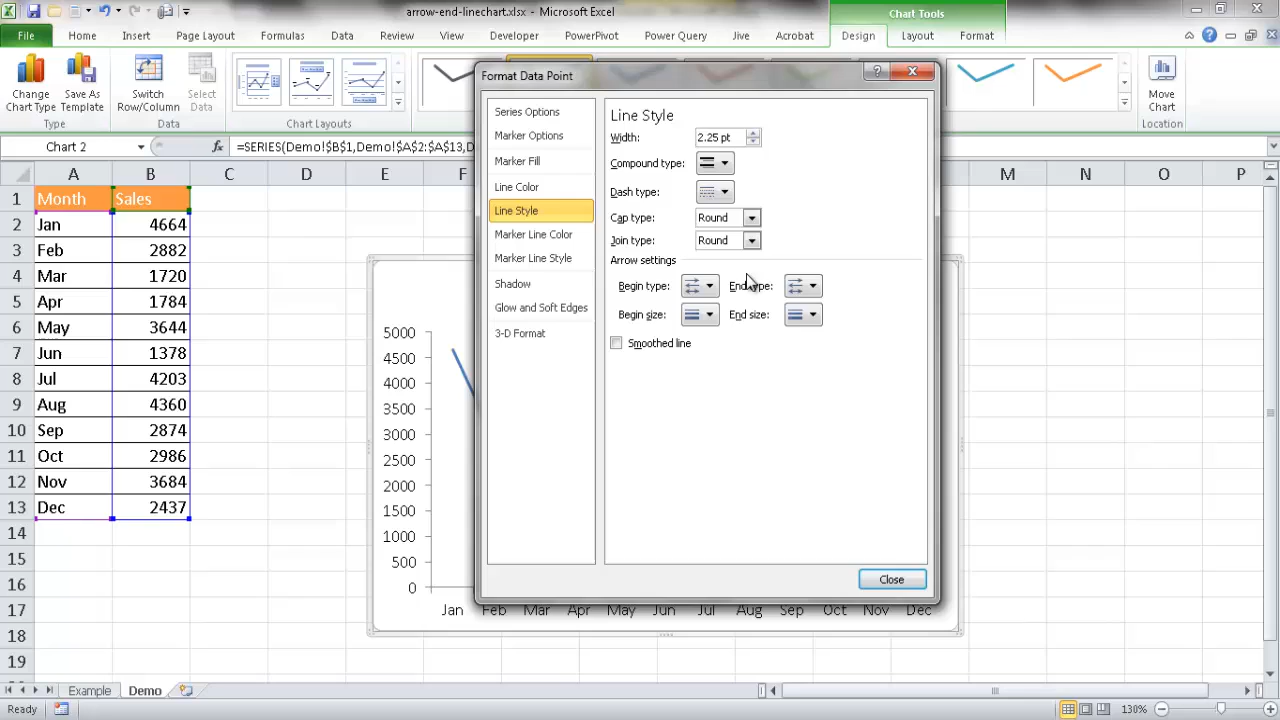 arrow-end-linechart.xlsx - Microsoft Excel
Chart Tools
File Home Insert Page Layout Formulas Data Review View Developer PowerPivot Power Query Jive Acrobat Design Layout Format
Change Chart Type
Save As Template
Switch Row/Column
Select Data
Move Chart
Type Data Chart Layouts Location
Chart 2 fx =SERIES(Demo!$B$1,Demo!$A$2:$A$13,D
A B C D E F M N O P
1 Month Sales
2 Jan 4664
3 Feb 2882
4 Mar 1720
5 Apr 1784
6 May 3644
7 Jun 1378
8 Jul 4203
9 Aug 4360
10 Sep 2874
11 Oct 2986
12 Nov 3684
13 Dec 2437
14
15
16
17
18
19
5000
4500
4000
3500
3000
2500
2000
1500
1000
500
0
Jan Feb Mar Apr May Jun Jul Aug Sep Oct Nov Dec
Format Data Point
Series Options
Marker Options
Marker Fill
Line Color
Line Style
Marker Line Color
Marker Line Style
Shadow
Glow and Soft Edges
3-D Format
Line Style
Width: 2.25 pt
Compound type:
Dash type:
Cap type: Round
Join type: Round
Arrow settings
Begin type: End type:
Begin size: End size:
Smoothed line
Close
Example Demo
Ready 130%